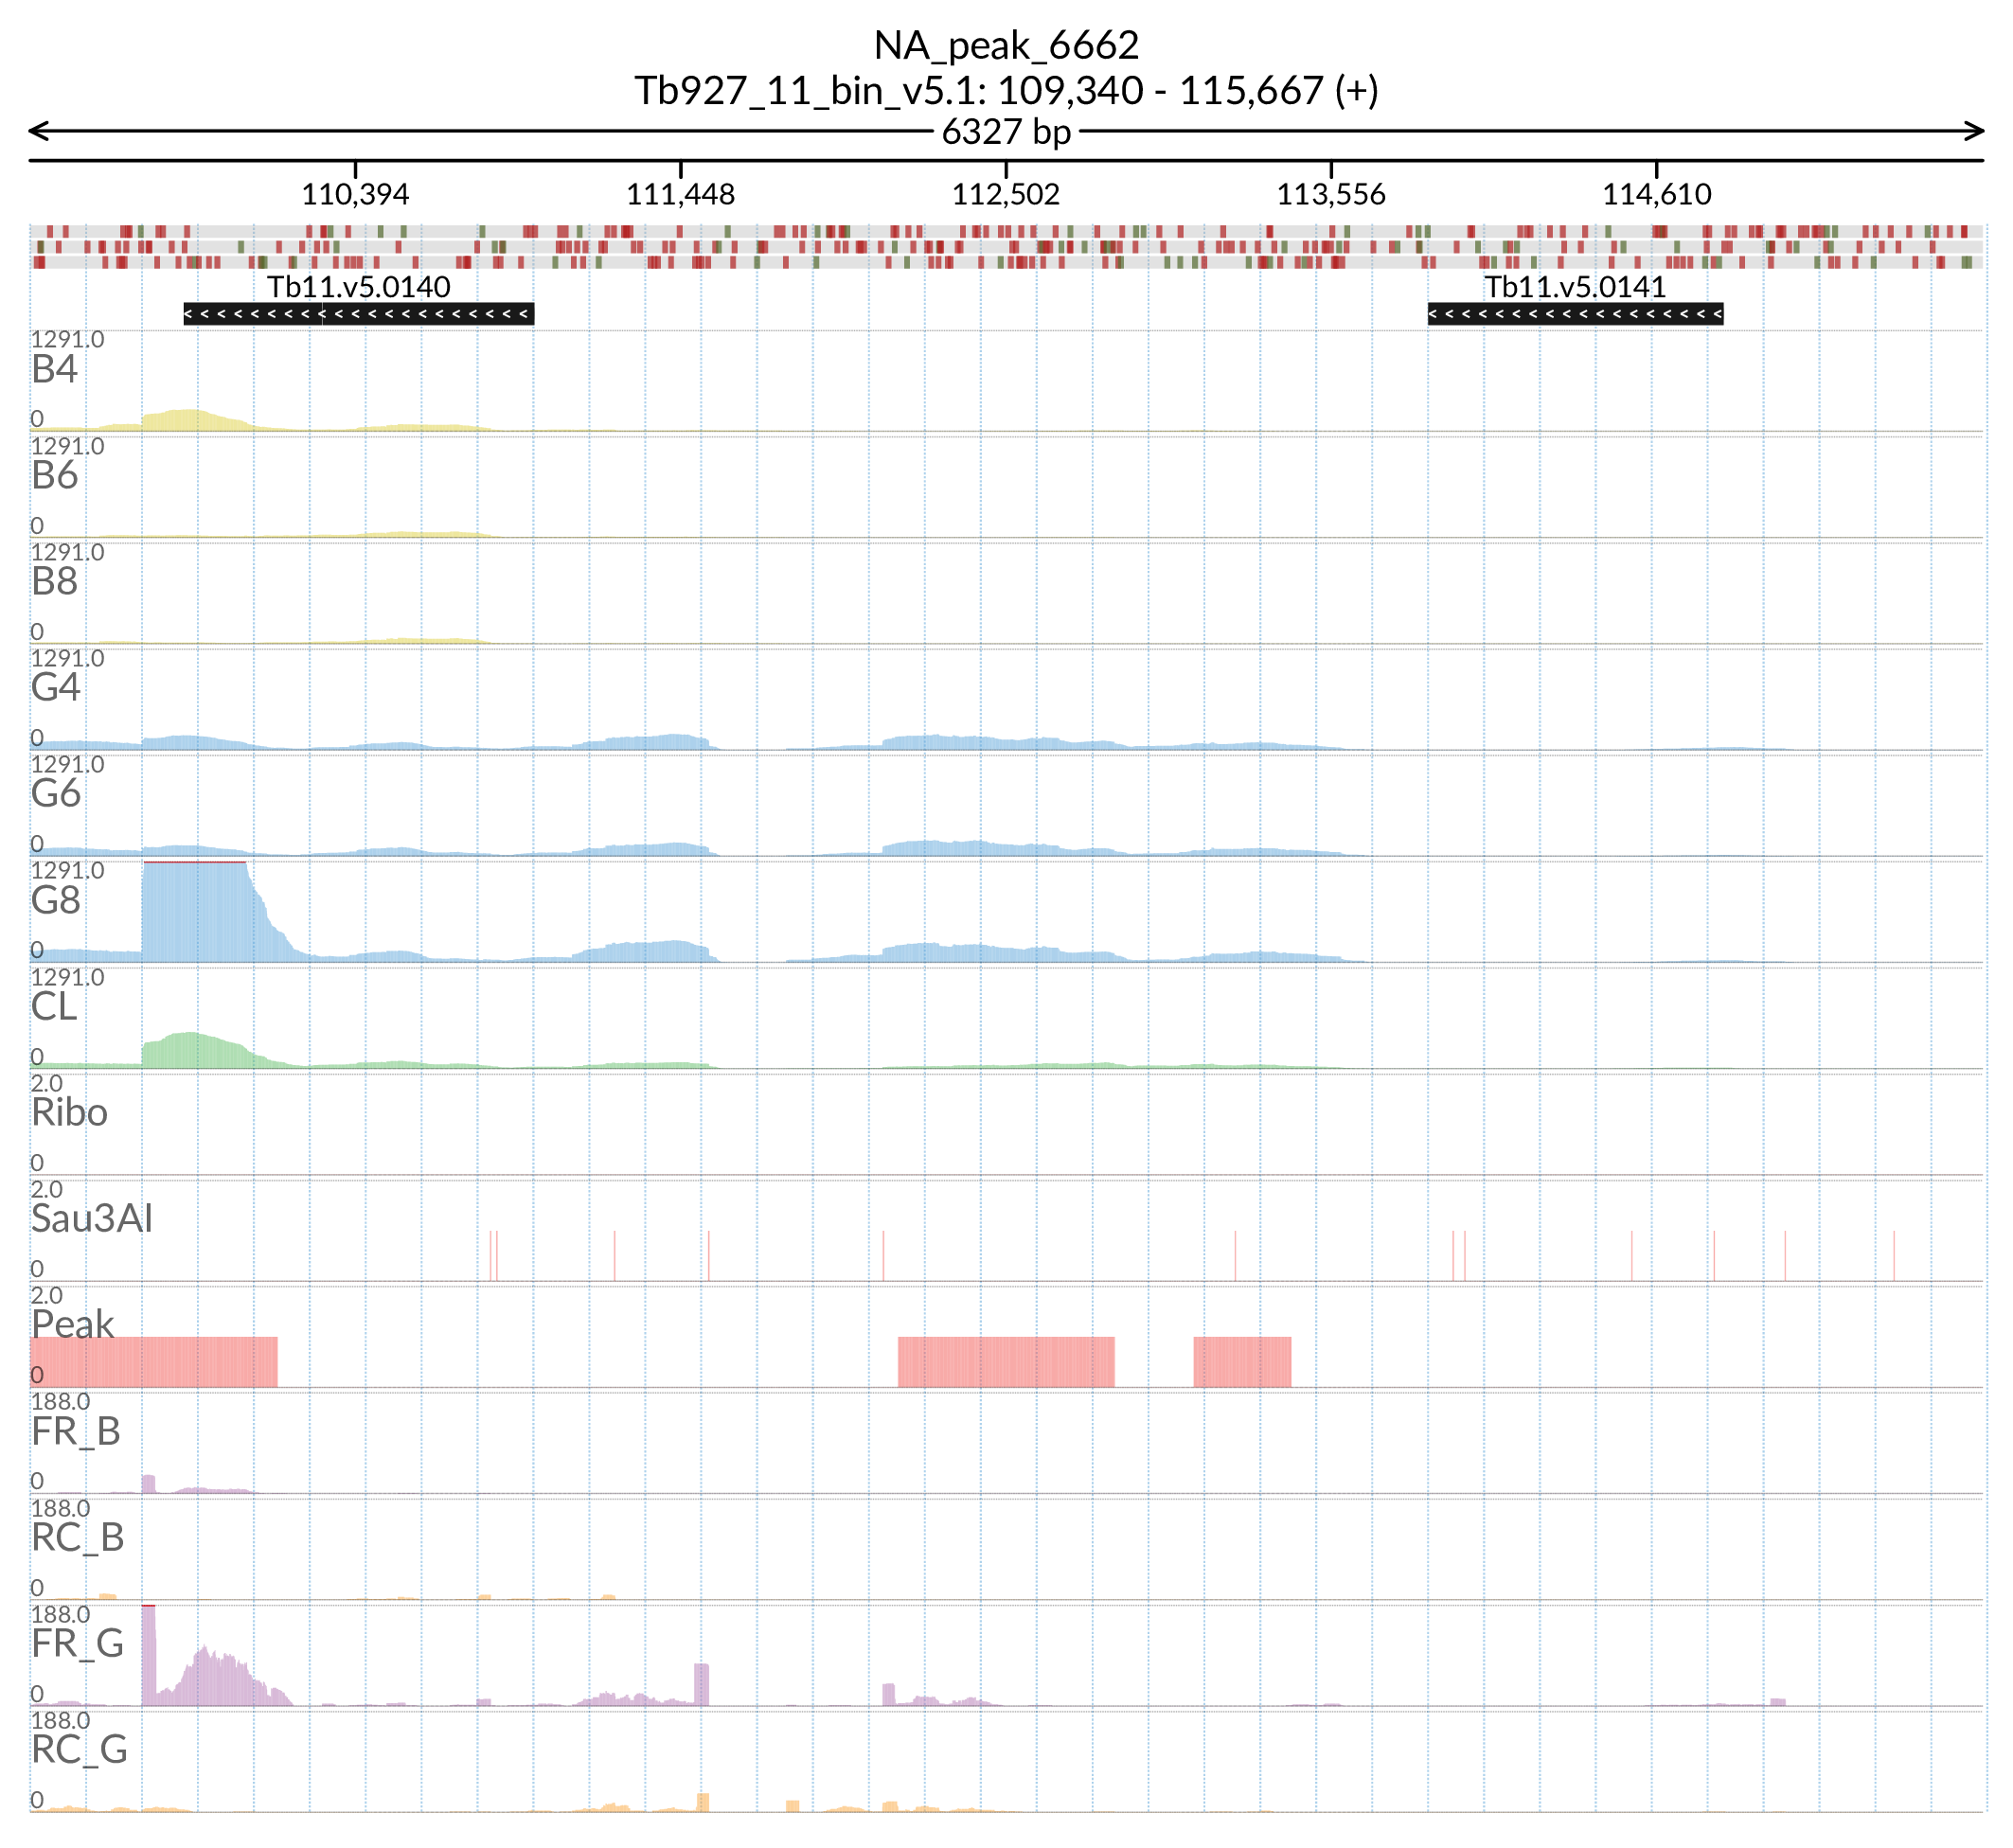 NA_peak_6662
Tb927_11_bin_v5.1: 109,340 - 115,667 (+)
6327 bp
110,394 111,448 112,502 113,556 114,610
Tb11.v5.0140 Tb11.v5.0141
1291.0
B4
0
1291.0
B6
0
1291.0
B8
0
1291.0
G4
0
1291.0
G6
0
1291.0
G8
0
1291.0
CL
0
2.0
Ribo
0
2.0
Sau3AI
0
2.0
Peak
0
188.0
FR_B
0
188.0
RC_B
0
188.0
FR_G
0
188.0
RC_G
0